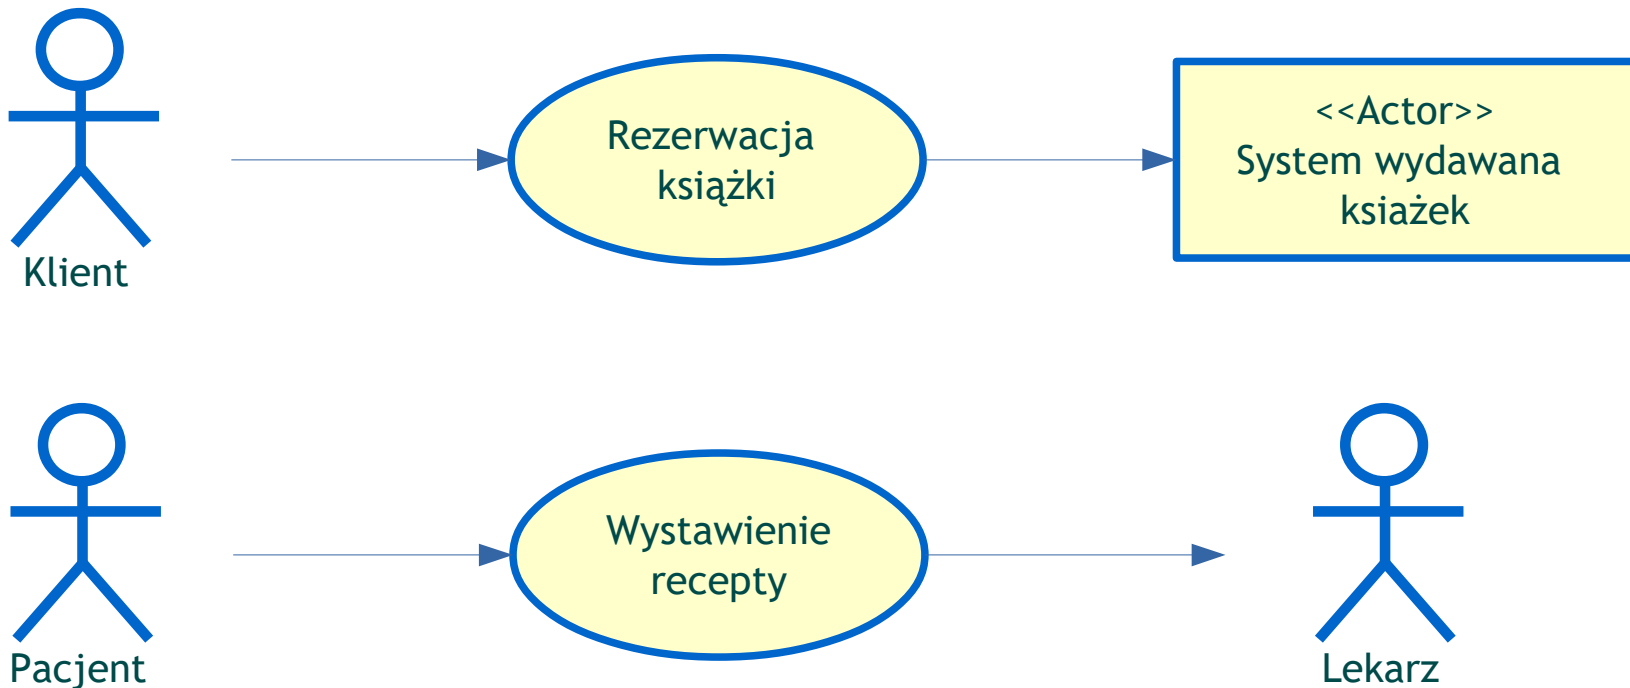 Rezerwacja
książki
<<Actor>>
System wydawana
ksiażek
Klient
Wystawienie
recepty
Pacjent
Lekarz